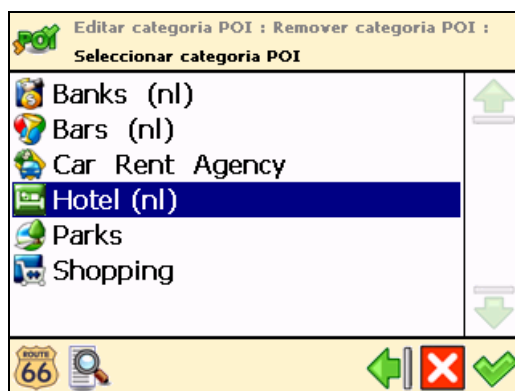 POI
Editar categoria POI : Remover categoria POI :
Seleccionar categoria POI
Banks (nl)
Bars (nl)
Car Rent Agency
Hotel (nl)
Parks
Shopping
ROUTE
66